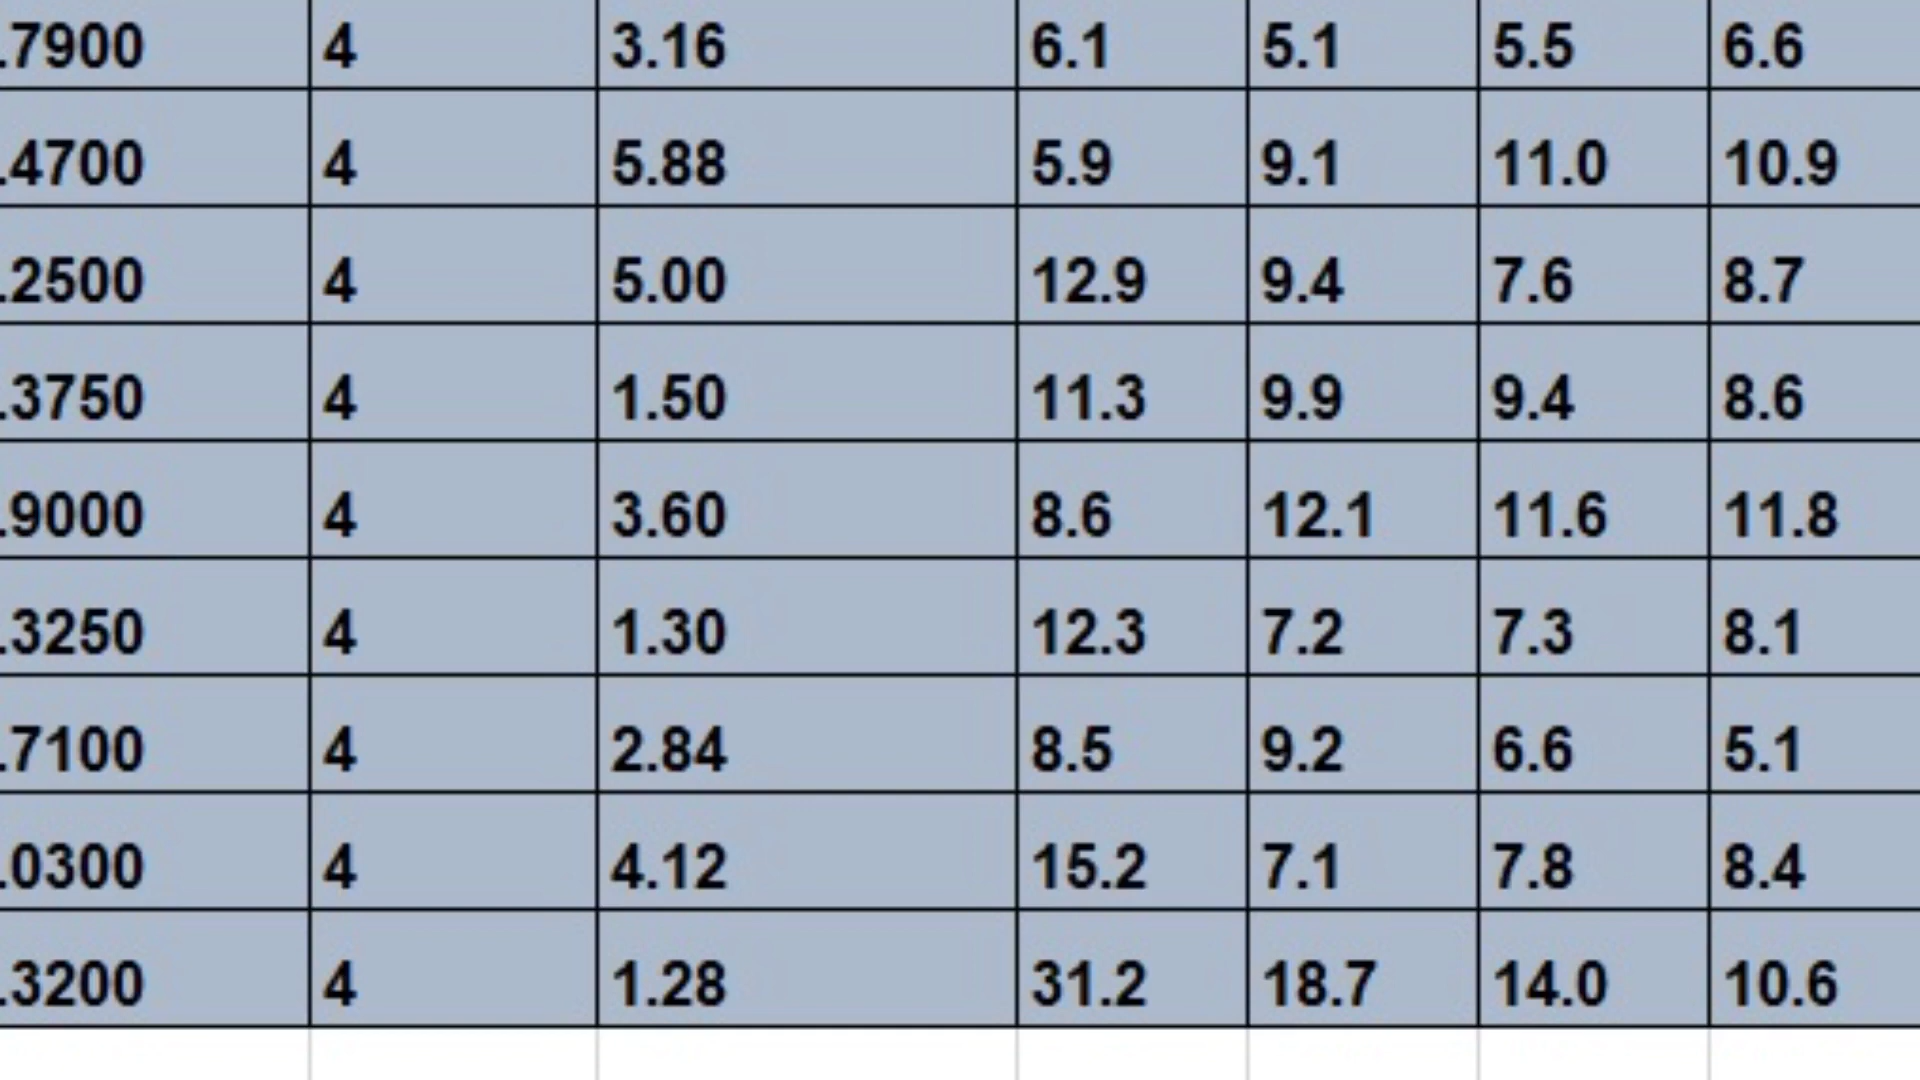 .7900 4 3.16 6.1 5.1 5.5 6.6
.4700 4 5.88 5.9 9.1 11.0 10.9
.2500 4 5.00 12.9 9.4 7.6 8.7
.3750 4 1.50 11.3 9.9 9.4 8.6
.9000 4 3.60 8.6 12.1 11.6 11.8
.3250 4 1.30 12.3 7.2 7.3 8.1
.7100 4 2.84 8.5 9.2 6.6 5.1
.0300 4 4.12 15.2 7.1 7.8 8.4
.3200 4 1.28 31.2 18.7 14.0 10.6